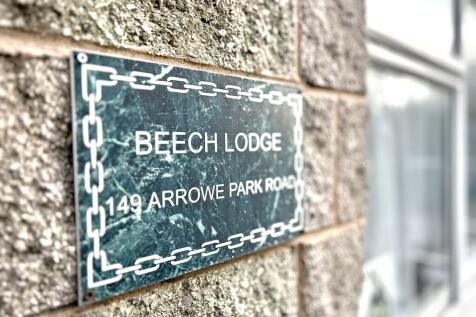 BEECH LODGE
149 ARROWE PARK ROAD